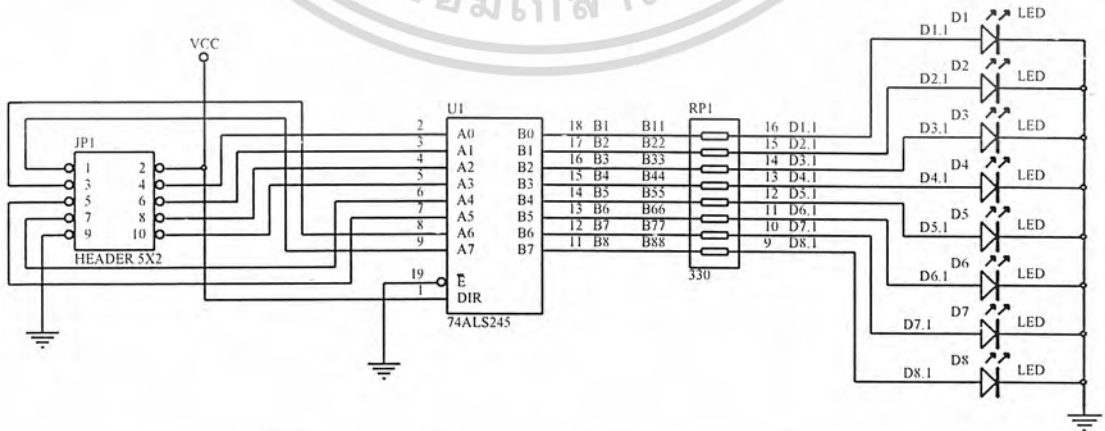 VCC
JP1
1 2
3 4
5 6
7 8
9 10
HEADER 5X2
U1
2 A0 B0 18 B1 B11
3 A1 B1 17 B2 B22
4 A2 B2 16 B3 B33
5 A3 B3 15 B4 B44
6 A4 B4 14 B5 B55
7 A5 B5 13 B6 B66
8 A6 B6 12 B7 B77
9 A7 B7 11 B8 B88
19 E
1 DIR
74ALS245
RP1
16 D1.1
15 D2.1
14 D3.1
13 D4.1
12 D5.1
11 D6.1
10 D7.1
9 D8.1
330
D1 LED
D1.1
D2 LED
D2.1
D3 LED
D3.1
D4 LED
D4.1
D5 LED
D5.1
D6 LED
D6.1
D7 LED
D7.1
D8 LED
D8.1